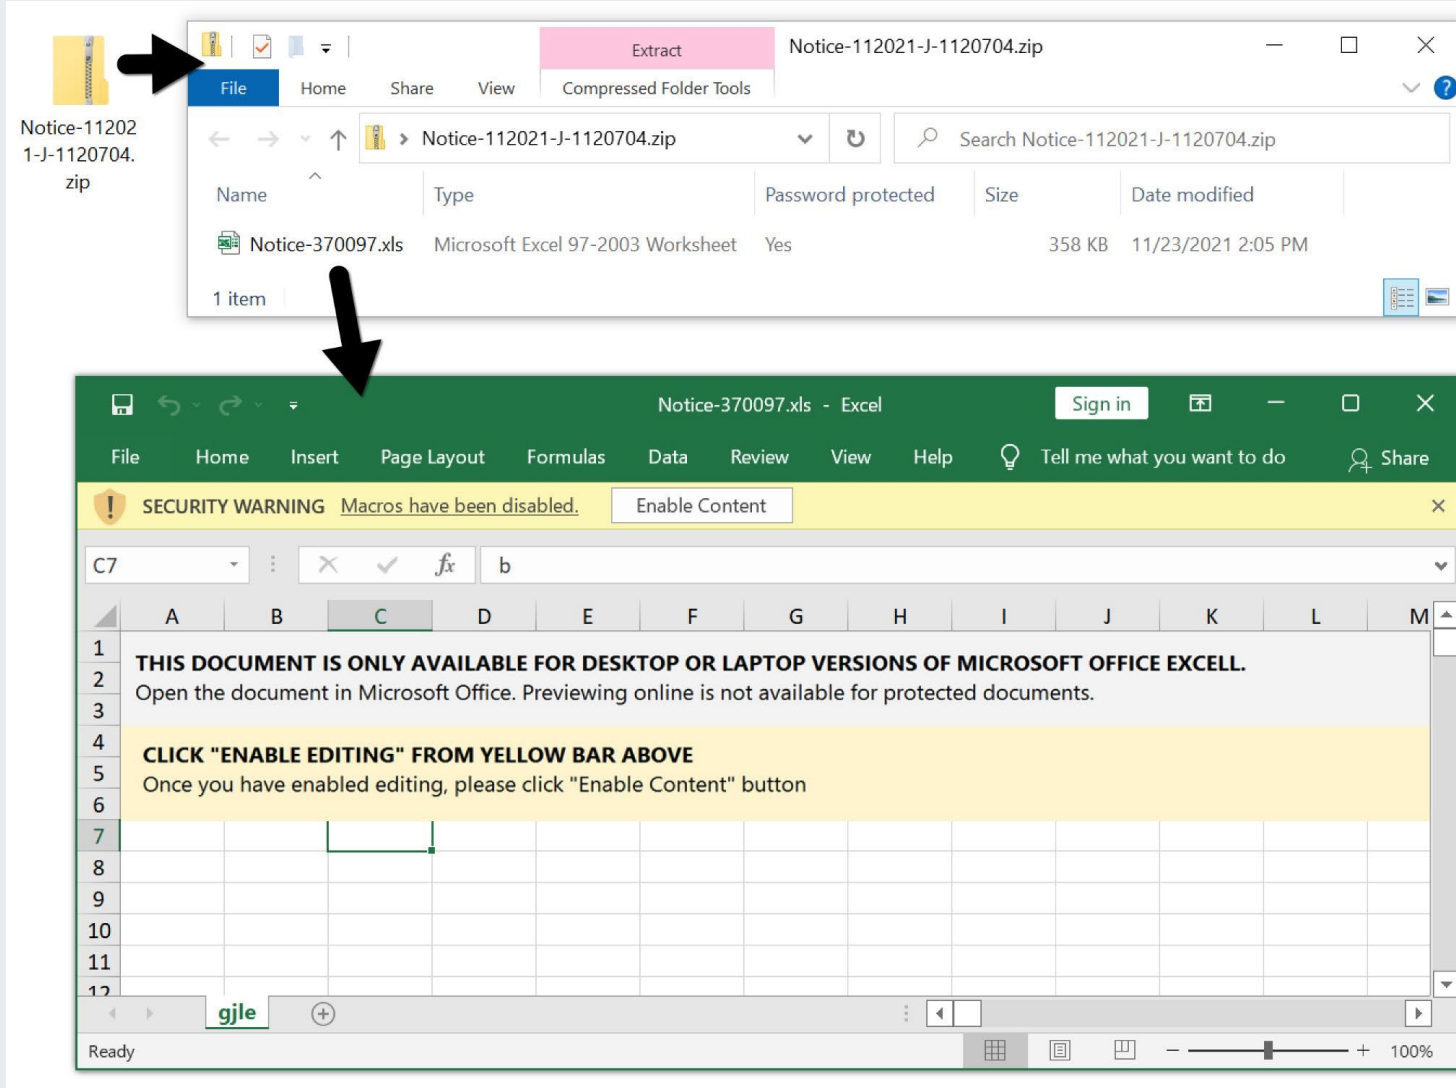 Notice-11202
1-J-1120704.
zip
Extract
Notice-112021-J-1120704.zip
File Home Share View Compressed Folder Tools
?
Notice-112021-J-1120704.zip
Search Notice-112021-J-1120704.zip
Name Type Password protected Size Date modified
Notice-370097.xls Microsoft Excel 97-2003 Worksheet Yes 358 KB 11/23/2021 2:05 PM
1 item
Notice-370097.xls - Excel
Sign in
File Home Insert Page Layout Formulas Data Review View Help Tell me what you want to do Share
! SECURITY WARNING Macros have been disabled. Enable Content
C7 fx b
A B C D E F G H I J K L M
1
THIS DOCUMENT IS ONLY AVAILABLE FOR DESKTOP OR LAPTOP VERSIONS OF MICROSOFT OFFICE EXCELL.
2
Open the document in Microsoft Office. Previewing online is not available for protected documents.
3
4
CLICK "ENABLE EDITING" FROM YELLOW BAR ABOVE
5
Once you have enabled editing, please click "Enable Content" button
6
7
8
9
10
11
12
gjle
Ready
100%